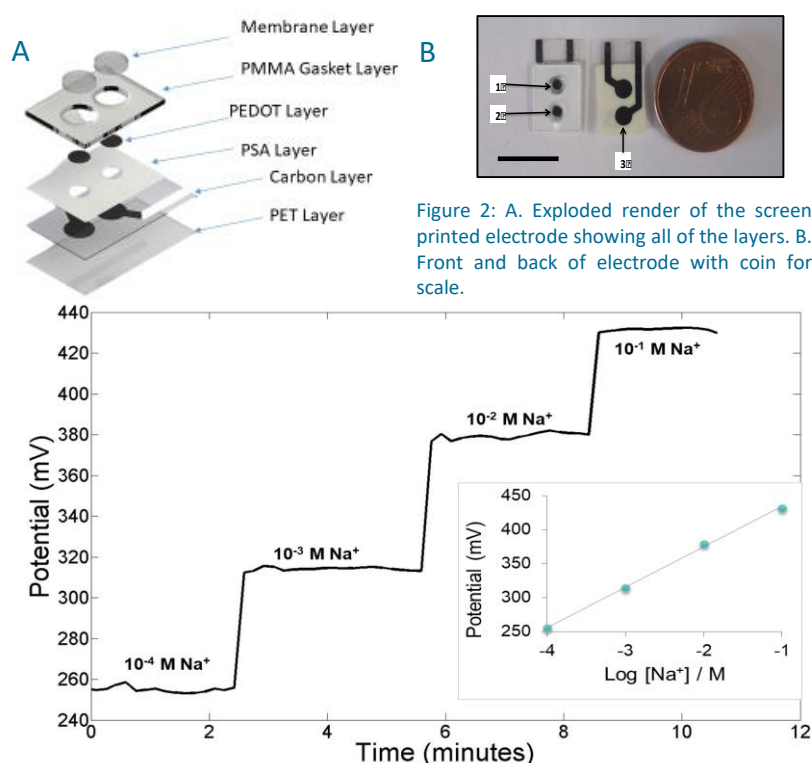 A
Membrane Layer
PMMA Gasket Layer
PEDOT Layer
PSA Layer
Carbon Layer
PET Layer
B
1
2
3
Figure 2: A. Exploded render of the screen
printed electrode showing all of the layers. B.
Front and back of electrode with coin for
scale.
440
420
400
380
360
340
320
300
280
260
240
Potential (mV)
10⁻⁴ M Na⁺
10⁻³ M Na⁺
10⁻² M Na⁺
10⁻¹ M Na⁺
0
2
4
6
8
10
12
Time (minutes)
450
400
350
300
250
Potential (mV)
-4
-3
-2
-1
Log [Na⁺] / M